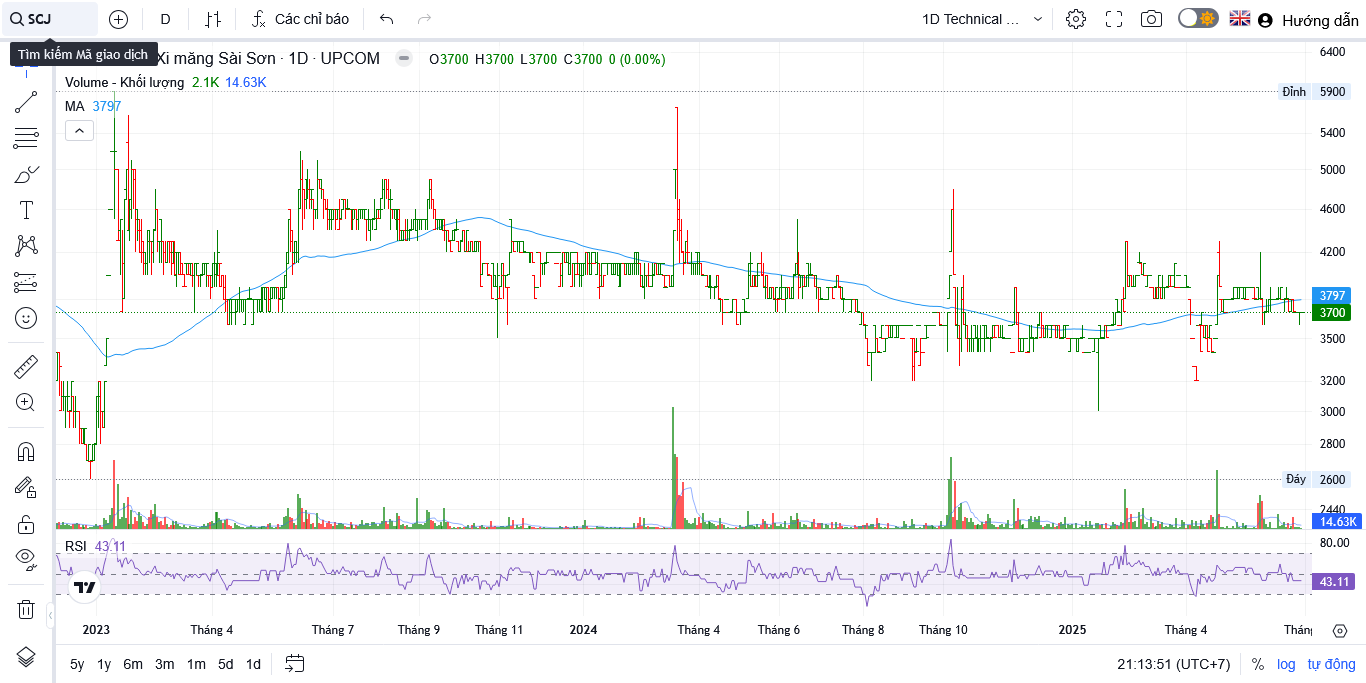 SCJ
D
Các chỉ báo
1D Technical ...
Hướng dẫn
Tìm kiếm Mã giao dịch
Xi măng Sài Sơn · 1D · UPCOM
O3700 H3700 L3700 C3700 0 (0.00%)
Volume - Khối lượng 2.1K 14.63K
MA 3797
6400
Đỉnh 5900
5400
5000
4600
4200
3797
3700
3500
3200
3000
2800
Đáy 2600
2440
14.63K
RSI 43.11
80.00
43.11
2023 Tháng 4 Tháng 7 Tháng 9 Tháng 11 2024 Tháng 4 Tháng 6 Tháng 8 Tháng 10 2025 Tháng 4
5y 1y 6m 3m 1m 5d 1d
21:13:51 (UTC+7) % log tự động